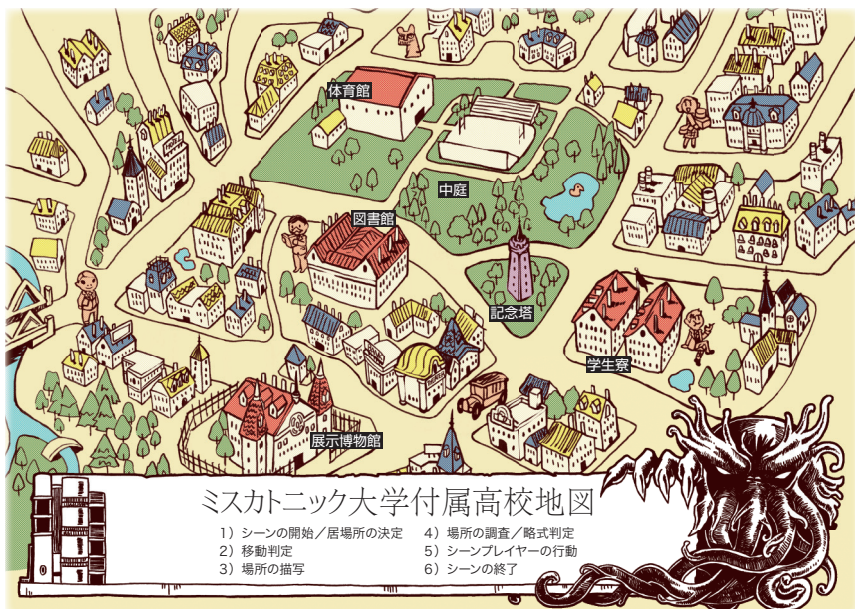 体育館
中庭
図書館
記念塔
学生寮
展示博物館
ミスカトニック大学付属高校地図
1）シーンの開始／居場所の決定
2）移動判定
3）場所の描写
4）場所の調査／略式判定
5）シーンプレイヤーの行動
6）シーンの終了